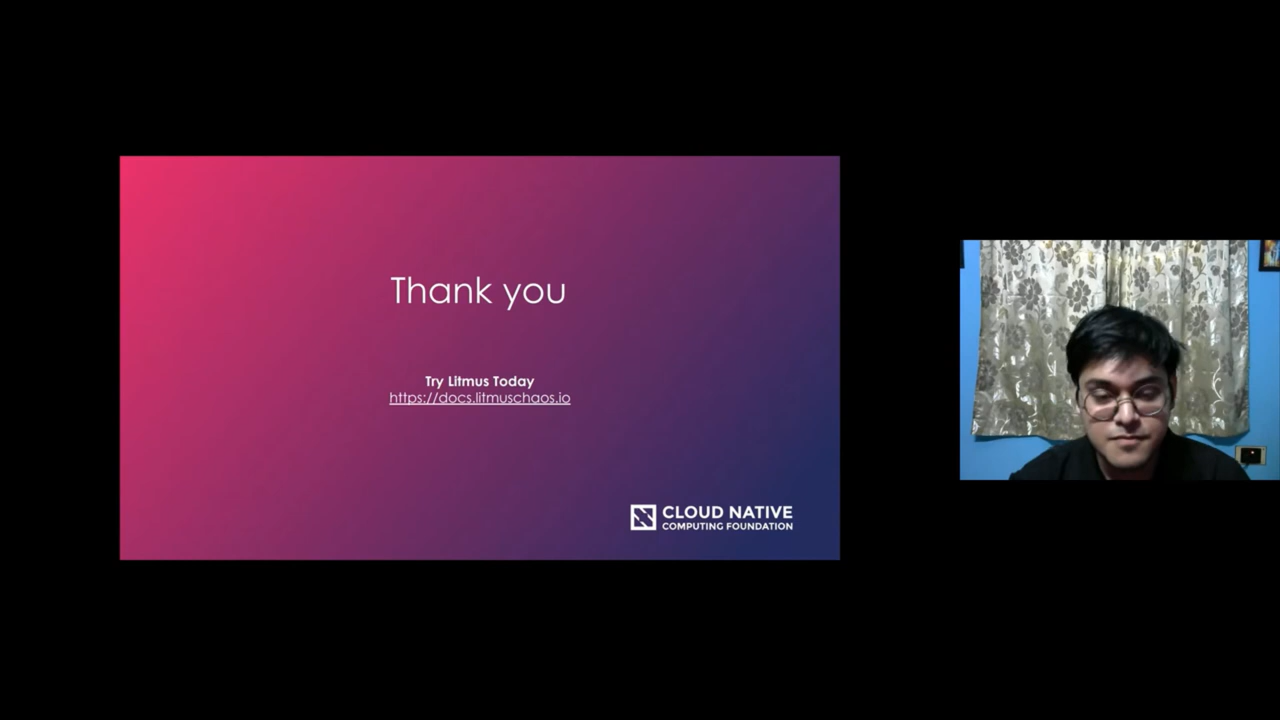 Thank you
Try Litmus Today
https://docs.litmuschaos.io
CLOUD NATIVE
COMPUTING FOUNDATION